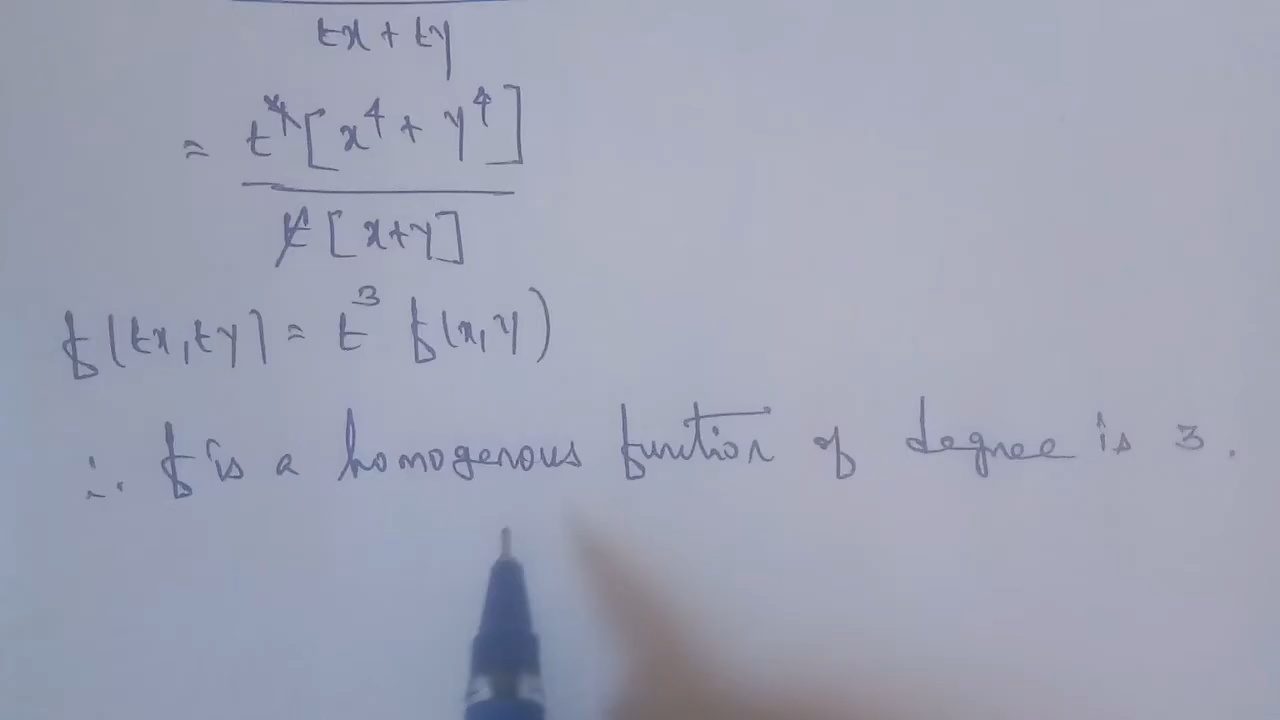 tx + ty
= t⁴[x⁴ + y⁴]
t[x+y]
f(tx,ty) = t³ f(x,y)
∴ f is a homogenous function of degree is 3.